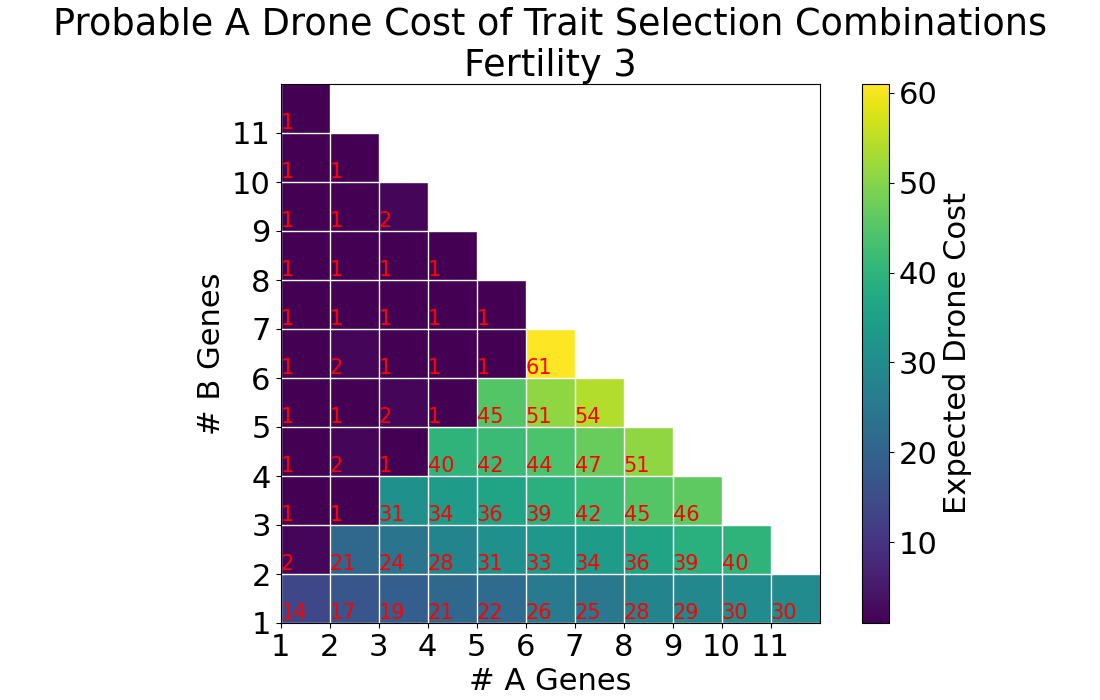 Probable A Drone Cost of Trait Selection Combinations
Fertility 3
1
11
1 1
10
1 1 2
9
1 1 1 1
8
1 1 1 1 1
7
1 2 1 1 1 61
6
1 1 2 1 45 51 54
5
1 2 1 40 42 44 47 51
4
1 1 31 34 36 39 42 45 46
3
2 21 24 28 31 33 34 36 39 40
2
14 17 19 21 22 26 25 28 29 30 30
1
1 2 3 4 5 6 7 8 9 10 11
# A Genes
# B Genes
60
50
40
30
20
10
Expected Drone Cost